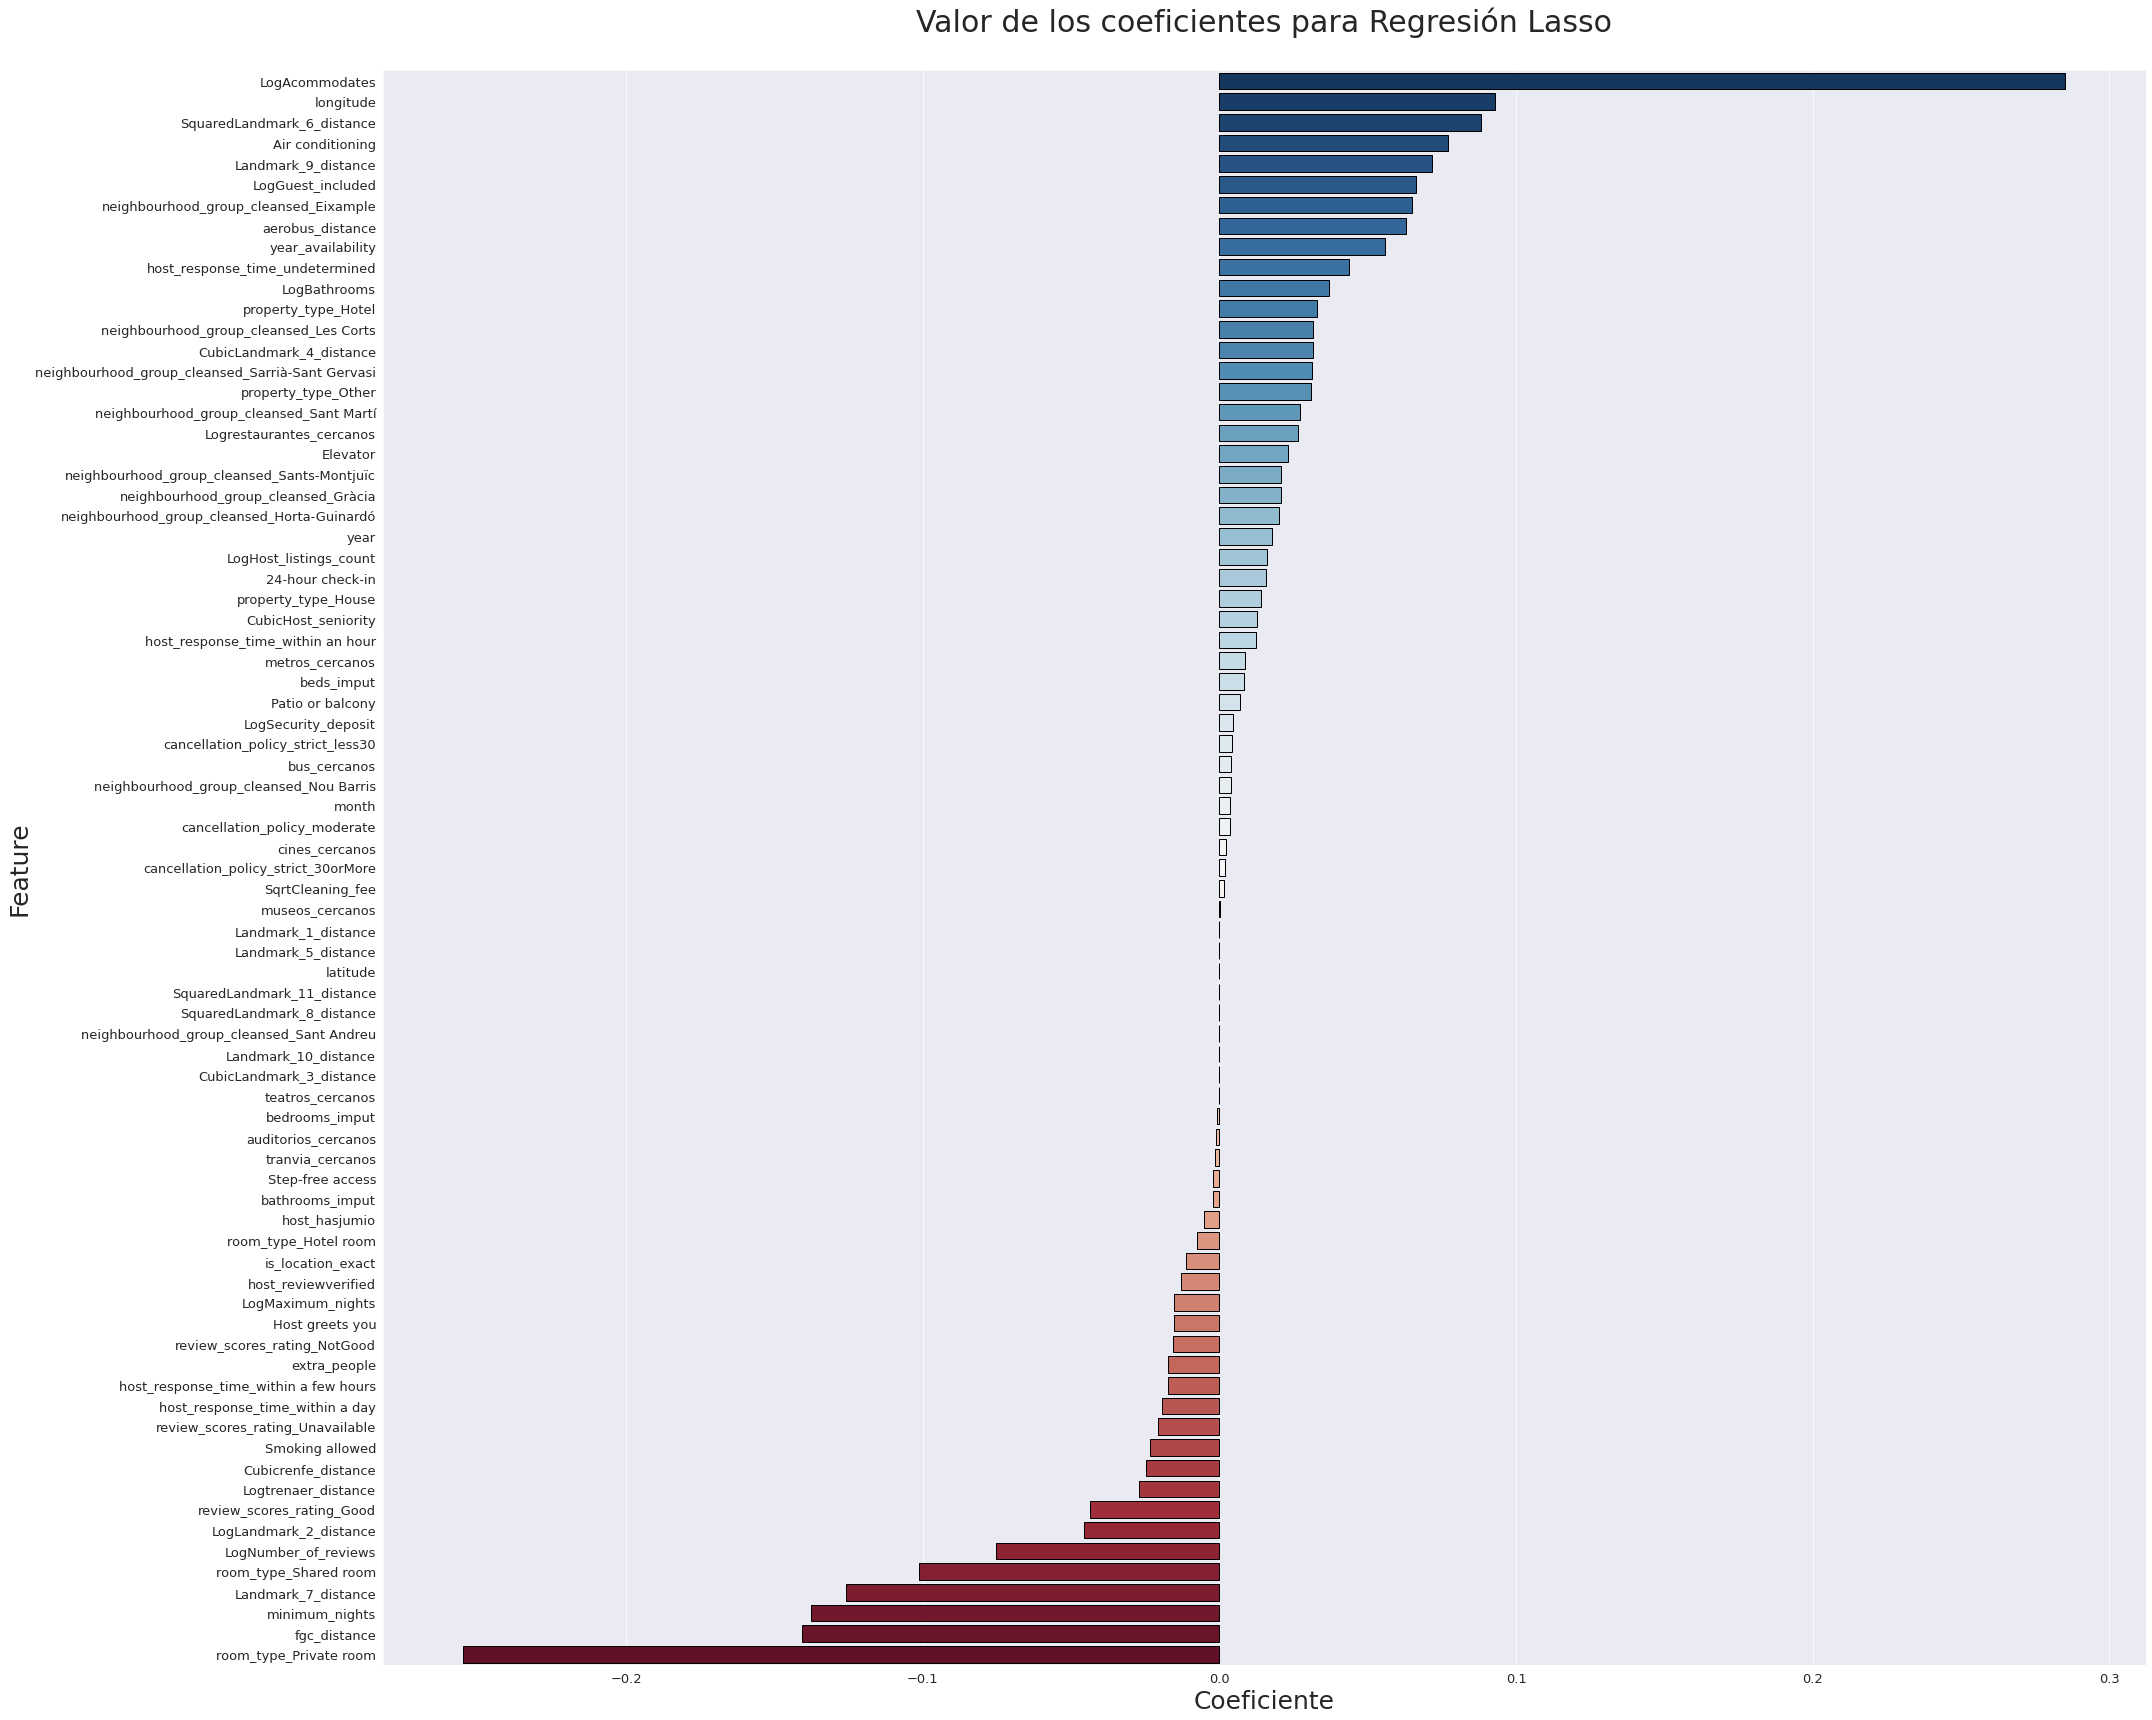 Valor de los coeficientes para Regresión Lasso
LogAcommodates
longitude
SquaredLandmark_6_distance
Air conditioning
Landmark_9_distance
LogGuest_included
neighbourhood_group_cleansed_Eixample
aerobus_distance
year_availability
host_response_time_undetermined
LogBathrooms
property_type_Hotel
neighbourhood_group_cleansed_Les Corts
CubicLandmark_4_distance
neighbourhood_group_cleansed_Sarrià-Sant Gervasi
property_type_Other
neighbourhood_group_cleansed_Sant Martí
Logrestaurantes_cercanos
Elevator
neighbourhood_group_cleansed_Sants-Montjuïc
neighbourhood_group_cleansed_Gràcia
neighbourhood_group_cleansed_Horta-Guinardó
year
LogHost_listings_count
24-hour check-in
property_type_House
CubicHost_seniority
host_response_time_within an hour
metros_cercanos
beds_imput
Patio or balcony
LogSecurity_deposit
cancellation_policy_strict_less30
bus_cercanos
neighbourhood_group_cleansed_Nou Barris
month
cancellation_policy_moderate
cines_cercanos
cancellation_policy_strict_30orMore
SqrtCleaning_fee
museos_cercanos
Landmark_1_distance
Landmark_5_distance
latitude
SquaredLandmark_11_distance
SquaredLandmark_8_distance
neighbourhood_group_cleansed_Sant Andreu
Landmark_10_distance
CubicLandmark_3_distance
teatros_cercanos
bedrooms_imput
auditorios_cercanos
tranvia_cercanos
Step-free access
bathrooms_imput
host_hasjumio
room_type_Hotel room
is_location_exact
host_reviewverified
LogMaximum_nights
Host greets you
review_scores_rating_NotGood
extra_people
host_response_time_within a few hours
host_response_time_within a day
review_scores_rating_Unavailable
Smoking allowed
Cubicrenfe_distance
Logtrenaer_distance
review_scores_rating_Good
LogLandmark_2_distance
LogNumber_of_reviews
room_type_Shared room
Landmark_7_distance
minimum_nights
fgc_distance
room_type_Private room
Feature
−0.2 −0.1 0.0 0.1 0.2 0.3
Coeficiente